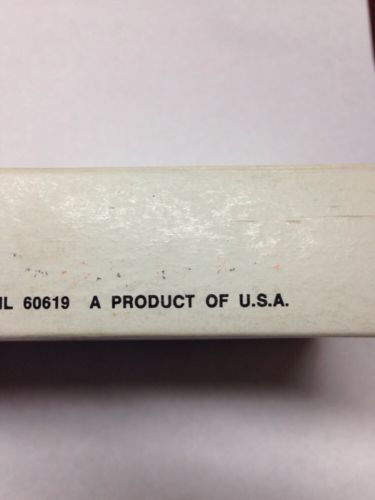 IL 60619 A PRODUCT OF U.S.A.